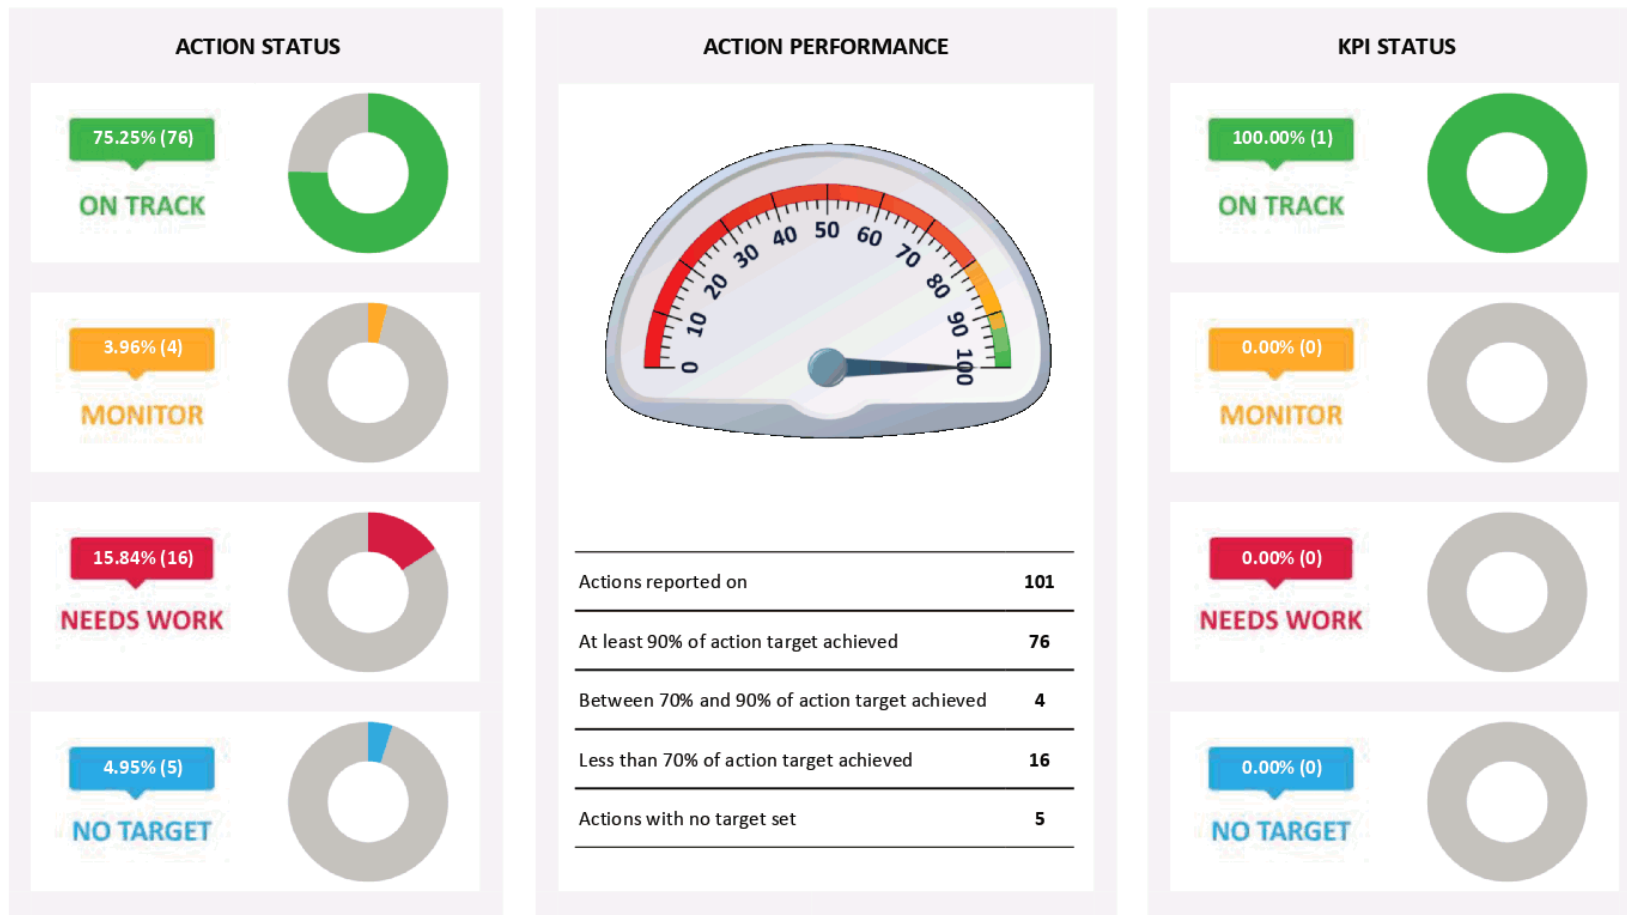 ACTION STATUS
75.25% (76)
ON TRACK
3.96% (4)
MONITOR
15.84% (16)
NEEDS WORK
4.95% (5)
NO TARGET
ACTION PERFORMANCE
0 10 20 30 40 50 60 70 80 90 100
Actions reported on 101
At least 90% of action target achieved 76
Between 70% and 90% of action target achieved 4
Less than 70% of action target achieved 16
Actions with no target set 5
KPI STATUS
100.00% (1)
ON TRACK
0.00% (0)
MONITOR
0.00% (0)
NEEDS WORK
0.00% (0)
NO TARGET